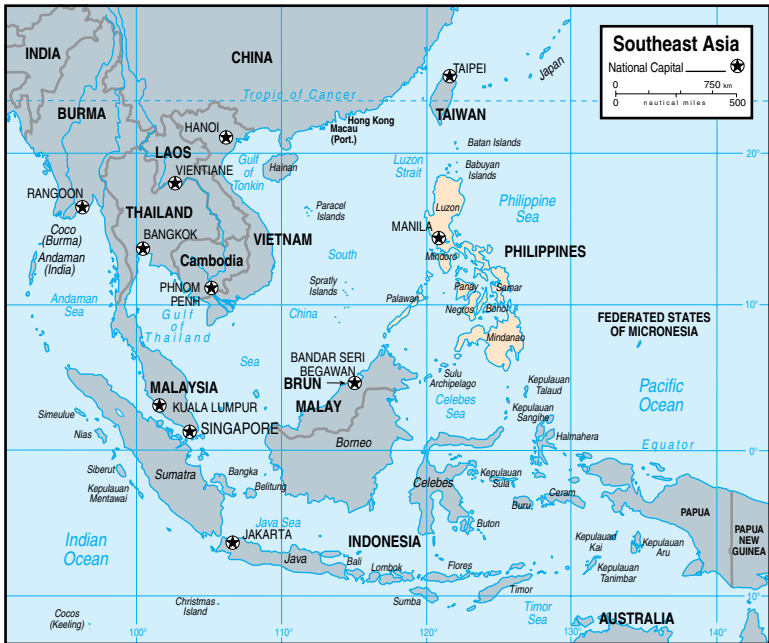 Southeast Asia
National Capital
0 750 km
0 nautical miles 500
INDIA
CHINA
TAIPEI
Japan
Tropic of Cancer
BURMA
TAIWAN
Hong Kong
Macau
(Port.)
HANOI
LAOS
Gulf
of
Tonkin
Hainan
Luzon
Strait
Batan Islands
Babuyan
Islands
20°
20°
VIENTIANE
RANGOON
THAILAND
BANGKOK
VIETNAM
Paracel
Islands
Luzon
Philippine
Sea
Coco
(Burma)
Andaman
(India)
MANILA
PHILIPPINES
Mindoro
South
Cambodia
PHNOM
PENH
Spratly
Islands
Palawan
Panay
Samar
Negros
Bohol
10°
10°
Andaman
Sea
Gulf
of
Thailand
China
Mindanao
FEDERATED STATES
OF MICRONESIA
Sea
BANDAR SERI
BEGAWAN
BRUN
Sulu
Archipelago
Celebes
Sea
Kepulauan
Talaud
Kepulauan
Sangihe
Pacific
Ocean
MALAYSIA
KUALA LUMPUR
MALAY
SINGAPORE
Simeulue
Nias
Halmahera
Equator
0°
0°
Borneo
Siberut
Kepulauan
Mentawai
Sumatra
Bangka
Belitung
Celebes
Kepulauan
Sula
Buru
Ceram
Buton
PAPUA
PAPUA
NEW
GUINEA
Indian
Ocean
Java Sea
JAKARTA
INDONESIA
Java
Bali
Lombok
Flores
Sumba
Timor
Kepulauan
Kai
Kepulauan
Aru
Kepulauan
Tanimbar
10°
10°
Cocos
(Keeling)
Christmas
Island
Timor
Sea
AUSTRALIA
100°
110°
120°
130°
140°